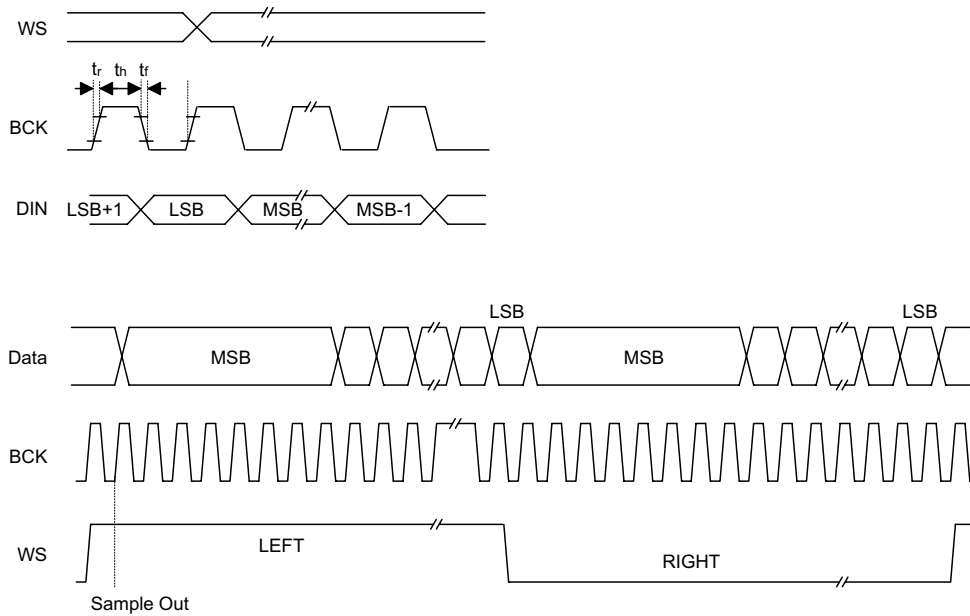 WS
tr th tf
BCK
DIN LSB+1 LSB MSB MSB-1
LSB LSB
Data MSB MSB
BCK
WS LEFT RIGHT
Sample Out